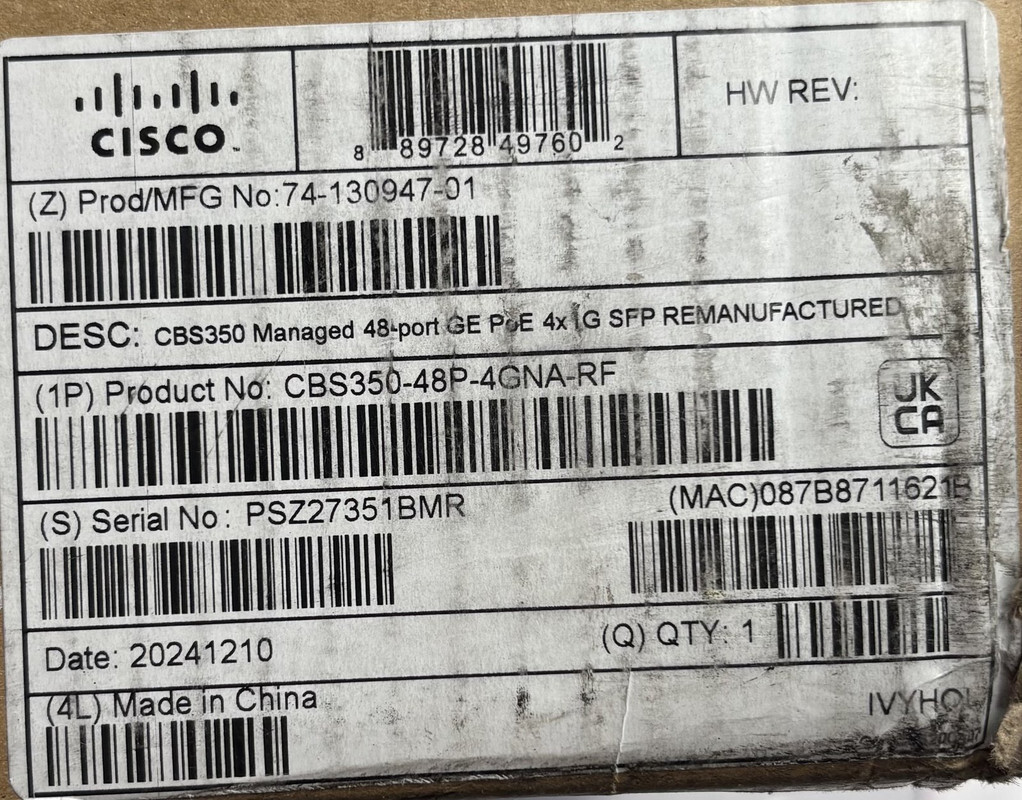 CISCO
8 89728 49760 2
HW REV:
(Z) Prod/MFG No:74-130947-01
DESC: CBS350 Managed 48-port GE PoE 4x 1G SFP REMANUFACTURED
(1P) Product No: CBS350-48P-4GNA-RF
UK
CA
(S) Serial No: PSZ27351BMR
(MAC)087B8711621B
Date: 20241210
(Q) QTY: 1
(4L) Made in China